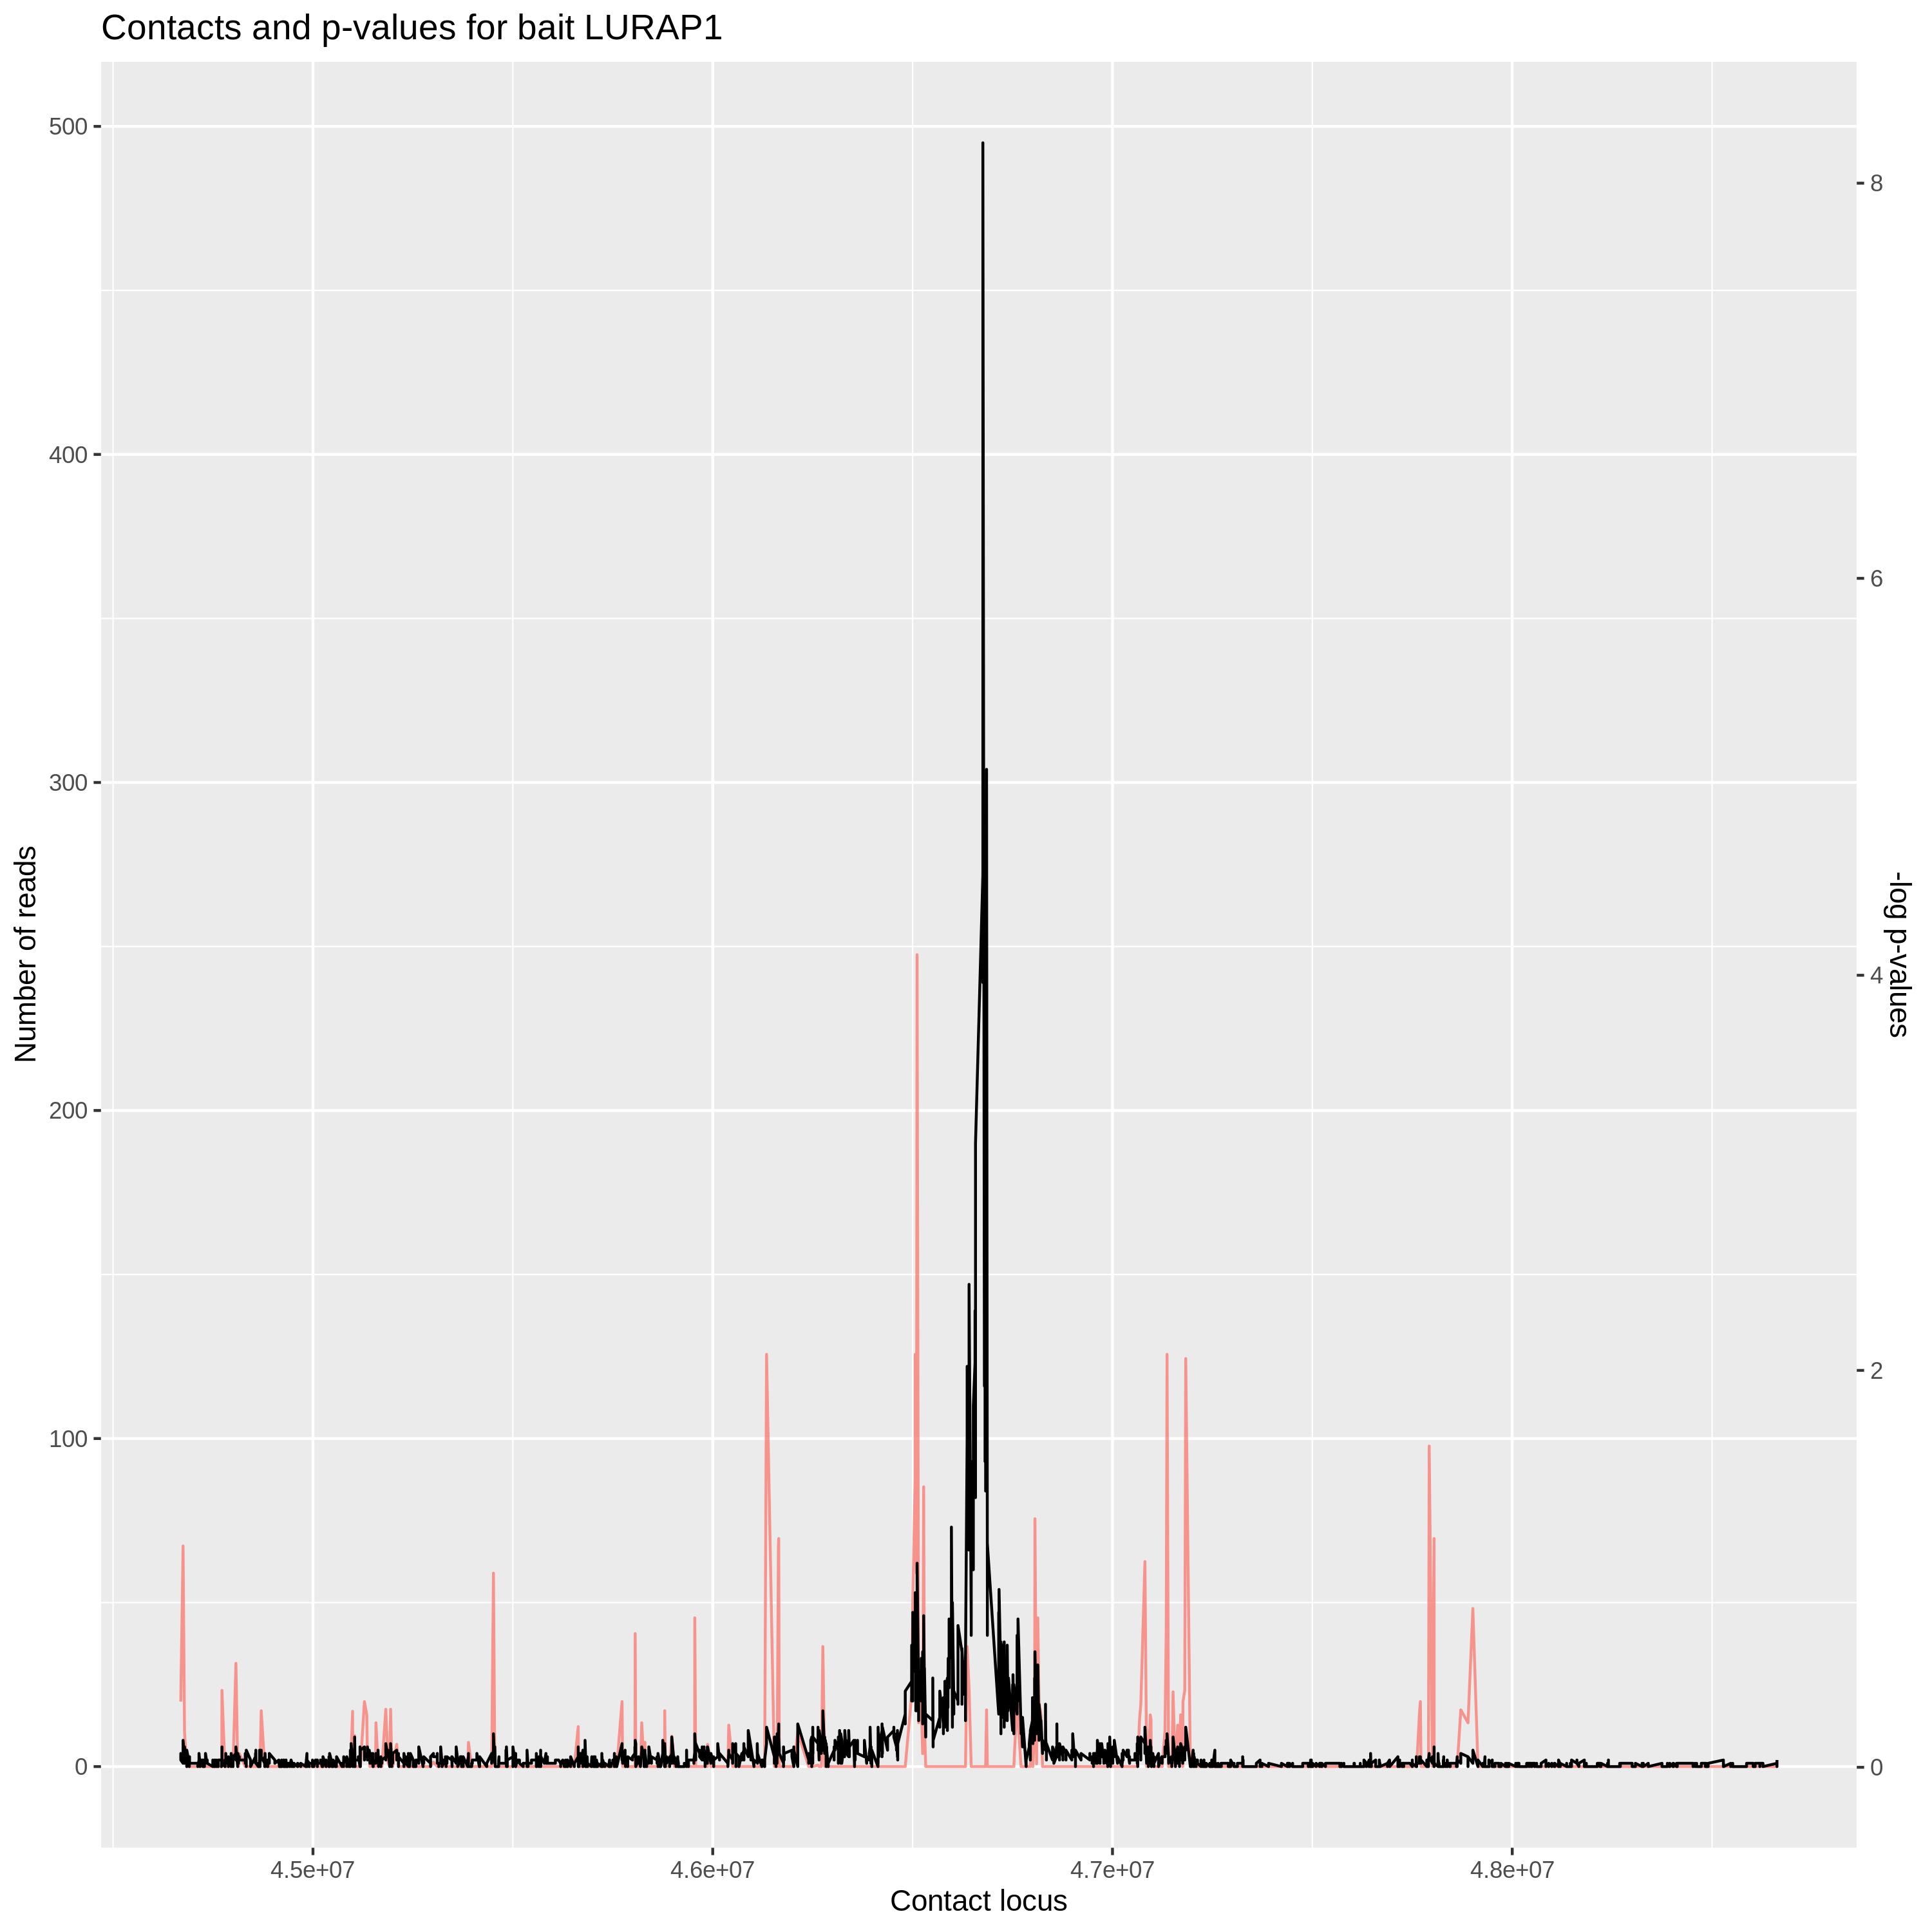 Contacts and p-values for bait LURAP1
500
400
300
200
100
0
8
6
4
2
0
Number of reads
-log p-values
4.5e+07
4.6e+07
4.7e+07
4.8e+07
Contact locus